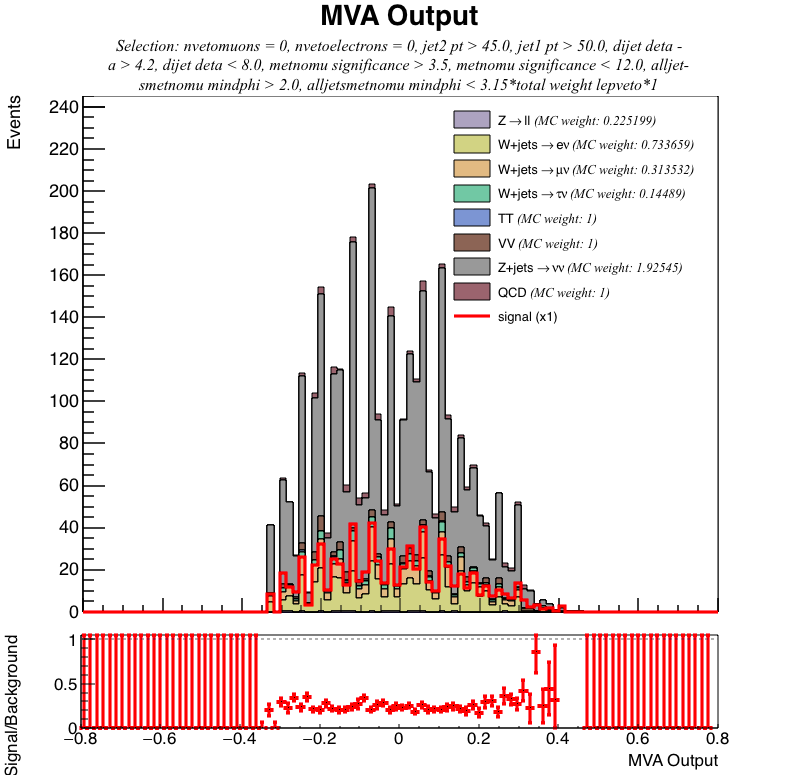 MVA Output
Selection: nvetomuons = 0, nvetoelectrons = 0, jet2 pt > 45.0, jet1 pt > 50.0, dijet deta -
a > 4.2, dijet deta < 8.0, metnomu significance > 3.5, metnomu significance < 12.0, alljet-
smetnomu mindphi > 2.0, alljetsmetnomu mindphi < 3.15*total weight lepveto*1
Events
240
220
200
180
160
140
120
100
80
60
40
20
0
Z→ll (MC weight: 0.225199)
W+jets→eν (MC weight: 0.733659)
W+jets→μν (MC weight: 0.313532)
W+jets→τν (MC weight: 0.14489)
TT (MC weight: 1)
VV (MC weight: 1)
Z+jets→νν (MC weight: 1.92545)
QCD (MC weight: 1)
signal (x1)
Signal/Background
1
0.5
0
−0.8 −0.6 −0.4 −0.2 0 0.2 0.4 0.6 0.8
MVA Output